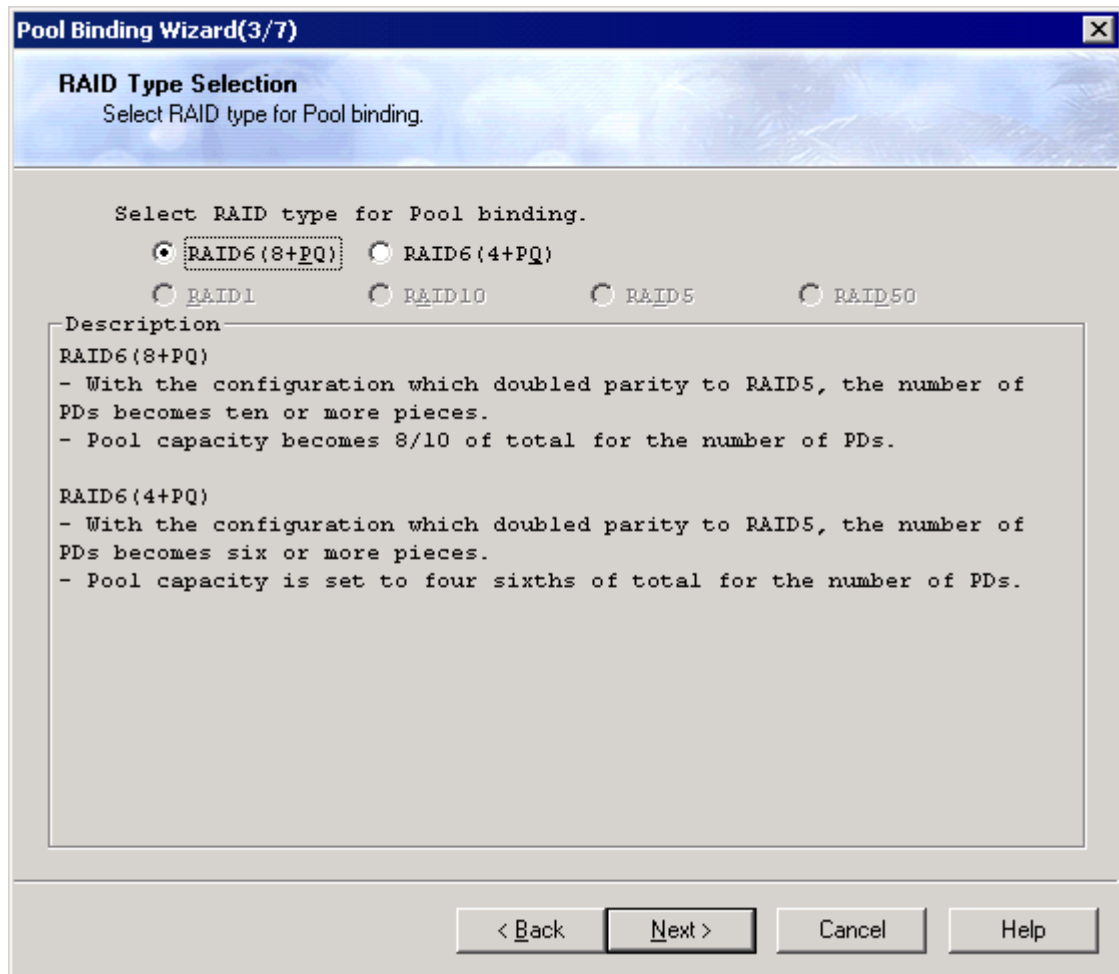 Pool Binding Wizard(3/7)
RAID Type Selection
Select RAID type for Pool binding.
Select RAID type for Pool binding.
RAID6(8+PQ) RAID6(4+PQ)
RAID1 RAID10 RAID5 RAID50
Description
RAID6(8+PQ)
- With the configuration which doubled parity to RAID5, the number of
PDs becomes ten or more pieces.
- Pool capacity becomes 8/10 of total for the number of PDs.
RAID6(4+PQ)
- With the configuration which doubled parity to RAID5, the number of
PDs becomes six or more pieces.
- Pool capacity is set to four sixths of total for the number of PDs.
< Back Next > Cancel Help